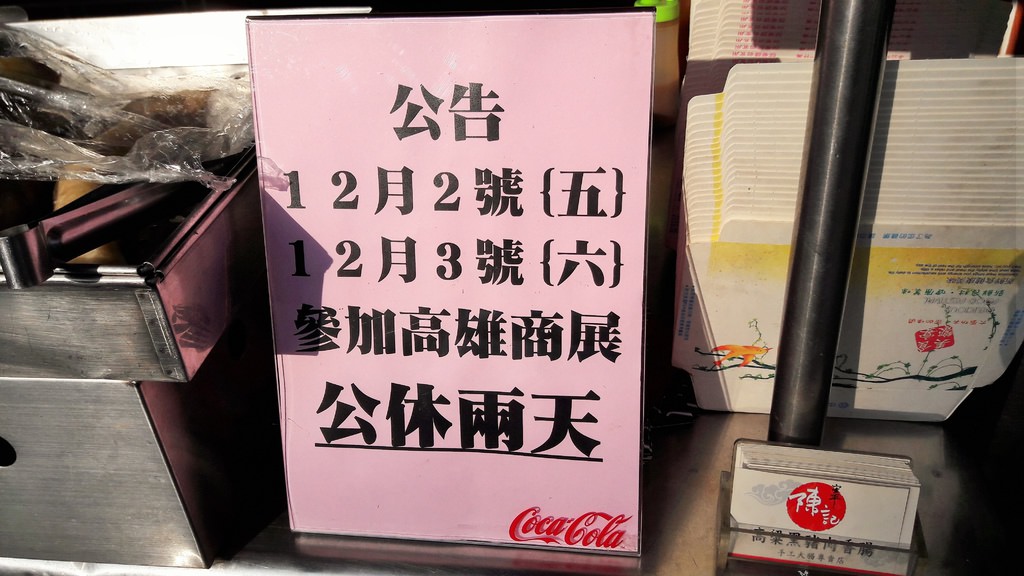 公告
12月2號{五}
12月3號{六}
參加高雄商展
公休兩天
Coca-Cola
陳記
高粱黑豬肉香腸